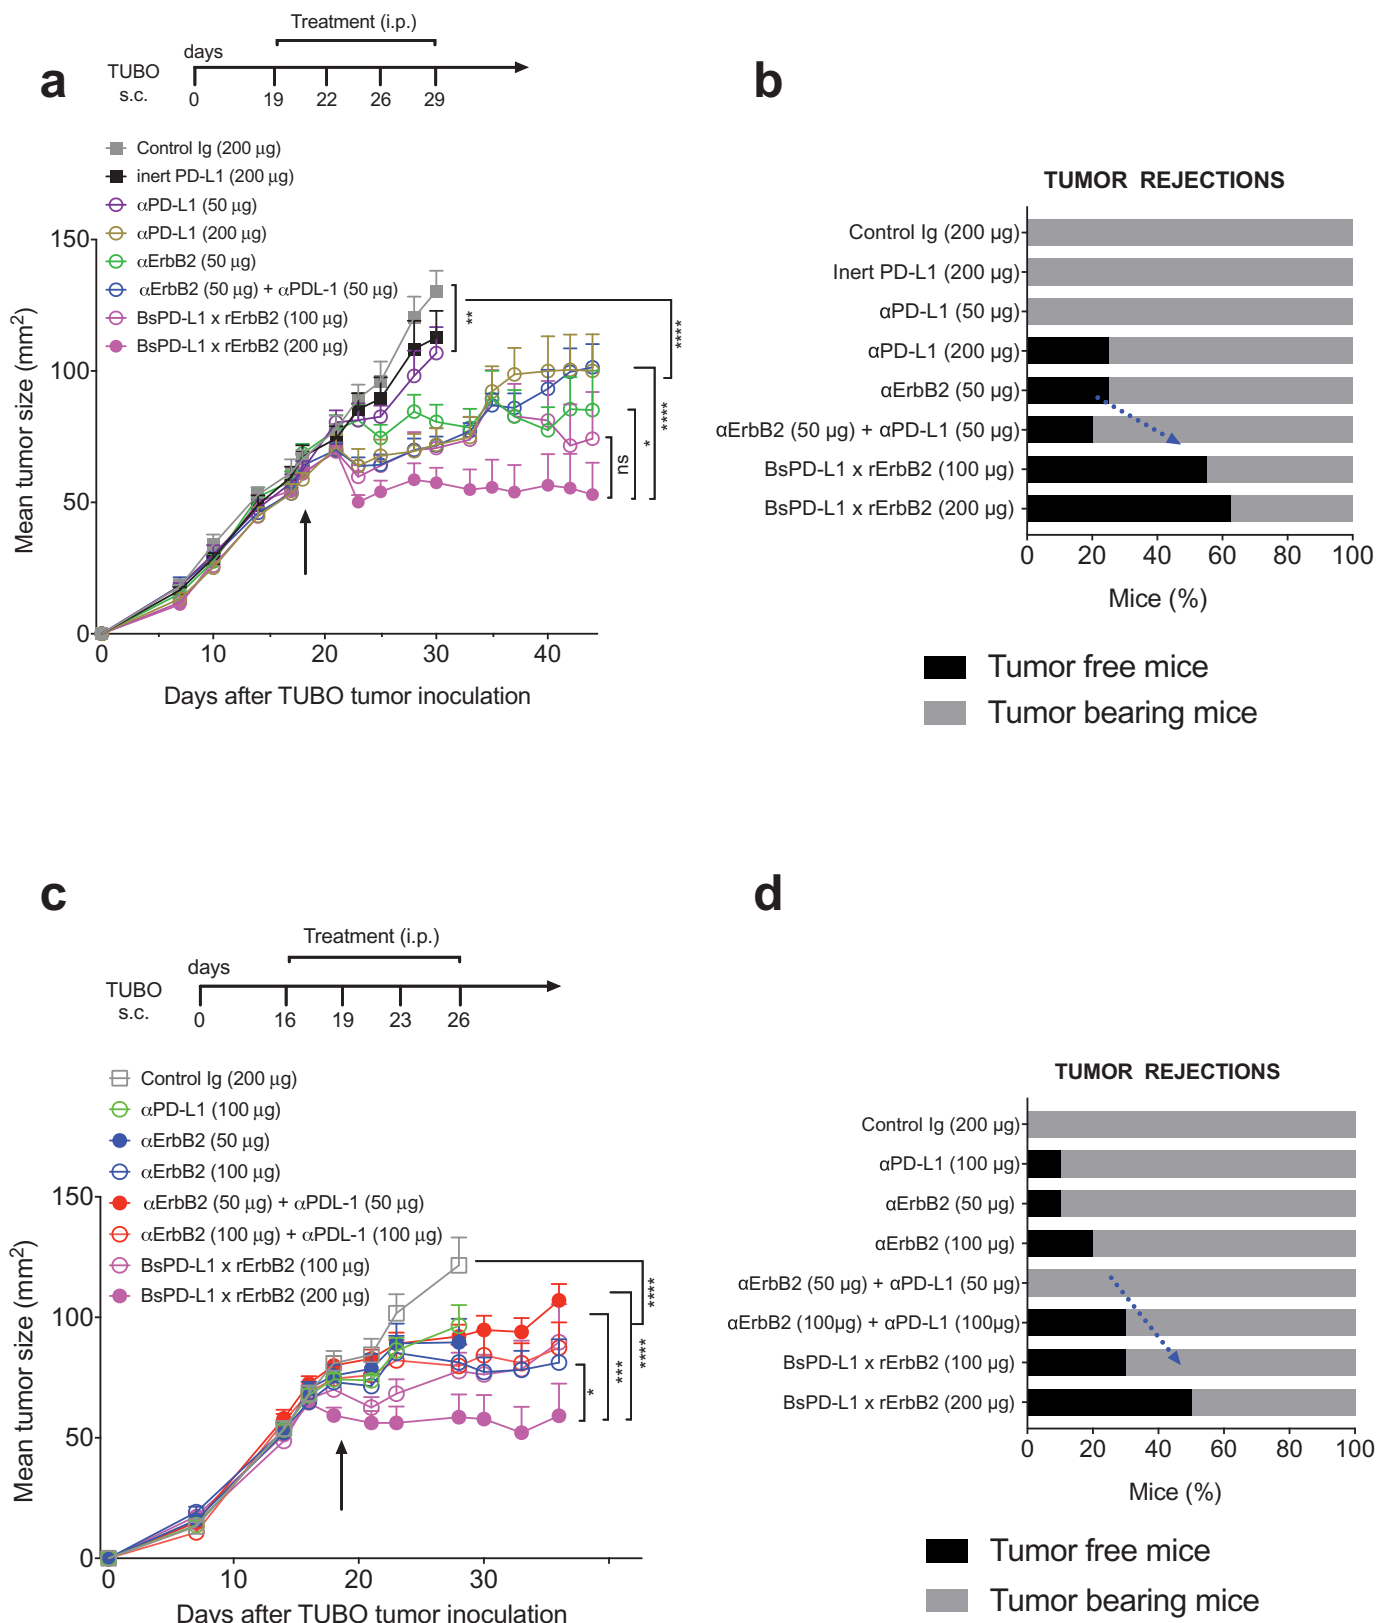 a
Treatment (i.p.)
days
TUBO
s.c.
0 19 22 26 29
Control Ig (200 µg)
inert PD-L1 (200 µg)
αPD-L1 (50 µg)
αPD-L1 (200 µg)
αErbB2 (50 µg)
αErbB2 (50 µg) + αPDL-1 (50 µg)
BsPD-L1 x rErbB2 (100 µg)
BsPD-L1 x rErbB2 (200 µg)
Mean tumor size (mm²)
150
100
50
0
**
****
ns
*
****
0 10 20 30 40
Days after TUBO tumor inoculation
b
TUMOR REJECTIONS
Control Ig (200 µg)
Inert PD-L1 (200 µg)
αPD-L1 (50 µg)
αPD-L1 (200 µg)
αErbB2 (50 µg)
αErbB2 (50 µg) + αPD-L1 (50 µg)
BsPD-L1 x rErbB2 (100 µg)
BsPD-L1 x rErbB2 (200 µg)
0 20 40 60 80 100
Mice (%)
Tumor free mice
Tumor bearing mice
c
Treatment (i.p.)
days
TUBO
s.c.
0 16 19 23 26
Control Ig (200 µg)
αPD-L1 (100 µg)
αErbB2 (50 µg)
αErbB2 (100 µg)
αErbB2 (50 µg) + αPDL-1 (50 µg)
αErbB2 (100 µg) + αPDL-1 (100 µg)
BsPD-L1 x rErbB2 (100 µg)
BsPD-L1 x rErbB2 (200 µg)
Mean tumor size (mm²)
150
100
50
0
*
***
****
****
0 10 20 30
Days after TUBO tumor inoculation
d
TUMOR REJECTIONS
Control Ig (200 µg)
αPD-L1 (100 µg)
αErbB2 (50 µg)
αErbB2 (100 µg)
αErbB2 (50 µg) + αPD-L1 (50 µg)
αErbB2 (100µg) + αPD-L1 (100µg)
BsPD-L1 x rErbB2 (100 µg)
BsPD-L1 x rErbB2 (200 µg)
0 20 40 60 80 100
Mice (%)
Tumor free mice
Tumor bearing mice